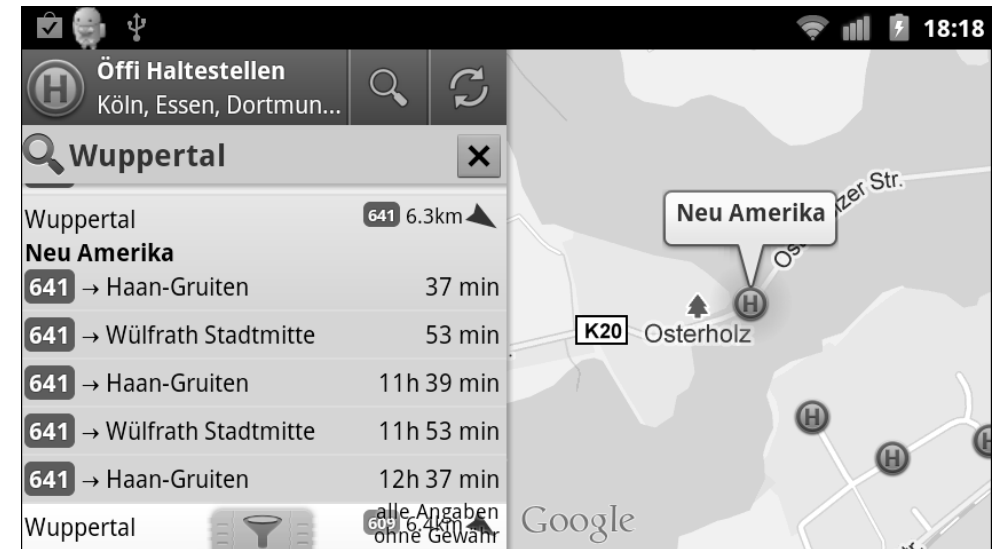 18:18
Öffi Haltestellen
Köln, Essen, Dortmun...
Wuppertal
Wuppertal 641 6.3km
Neu Amerika
641 → Haan-Gruiten 37 min
641 → Wülfrath Stadtmitte 53 min
641 → Haan-Gruiten 11h 39 min
641 → Wülfrath Stadtmitte 11h 53 min
641 → Haan-Gruiten 12h 37 min
Wuppertal 609 6.4km
alle Angaben
ohne Gewähr
H
zer Str.
Neu Amerika
Os
H
K20
Osterholz
H
H
H
Google